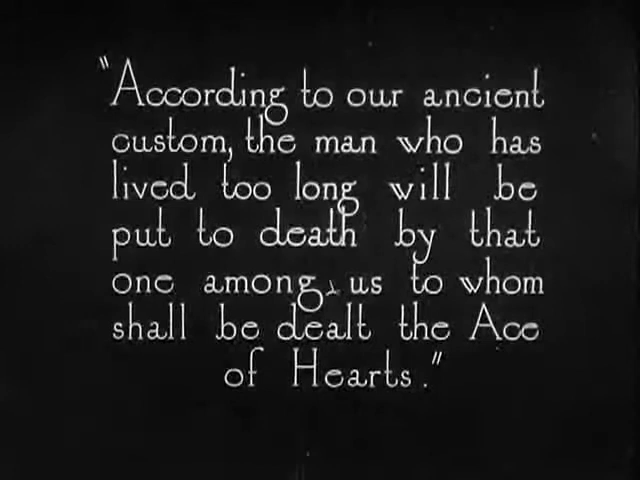 "According to our ancient
custom, the man who has
lived too long will be
put to death by that
one among us to whom
shall be dealt the Ace
of Hearts."